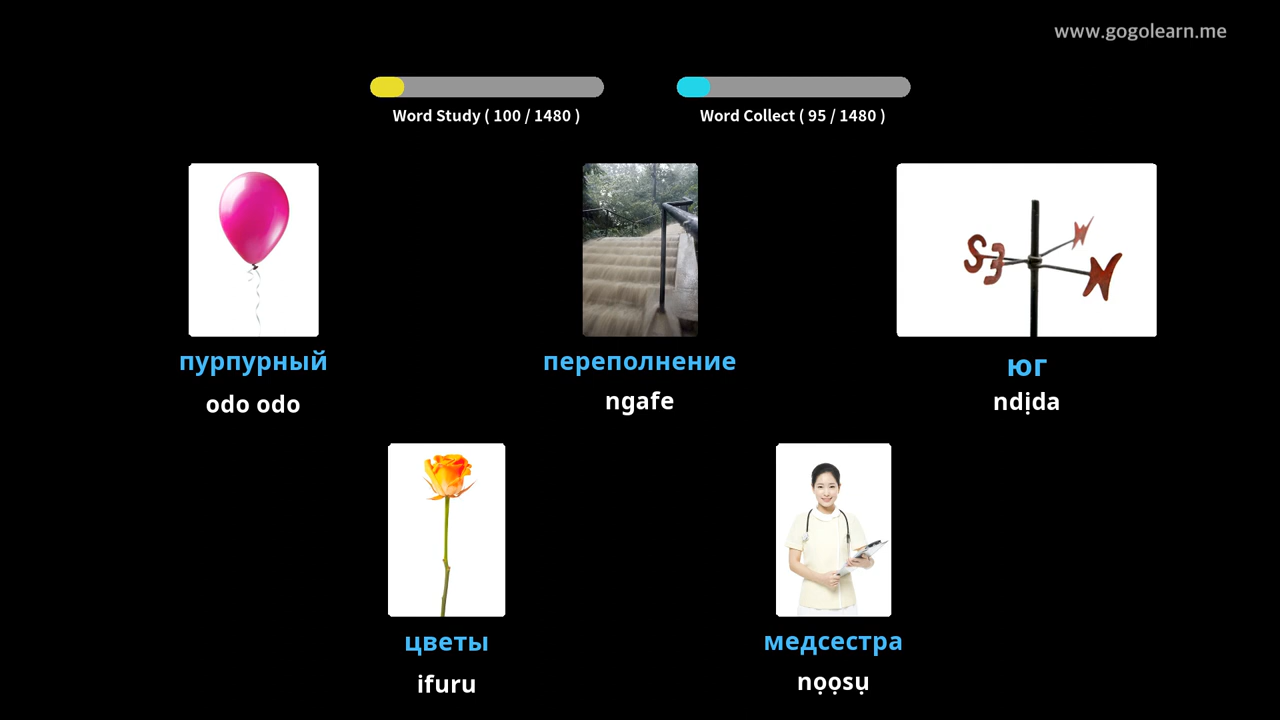 www.gogolearn.me
Word Study ( 100 / 1480 )
Word Collect ( 95 / 1480 )
пурпурный
odo odo
переполнение
ngafe
юг
ndịda
цветы
ifuru
медсестра
nọọsụ